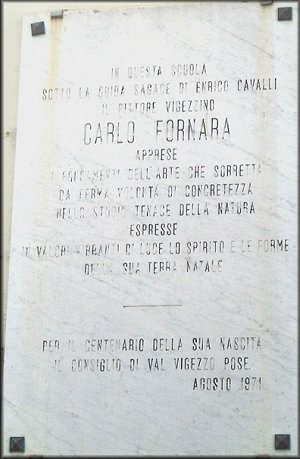 IN QUESTA SCUOLA
SOTTO LA GUIDA SAGACE DI ENRICO CAVALLI
IL PITTORE VIGEZZINO
CARLO FORNARA
APPRESE
I FONDAMENTI DELL'ARTE CHE SORRETTA
DA FERMA VOLONTÀ DI CONCRETEZZA
NELLO STUDIO TENACE DELLA NATURA
ESPRESSE
IN VALORI VIBRANTI DI LUCE LO SPIRITO E LE FORME
DELLA SUA TERRA NATALE
PER IL CENTENARIO DELLA SUA NASCITA
IL CONSIGLIO DI VAL VIGEZZO POSE
AGOSTO 1971